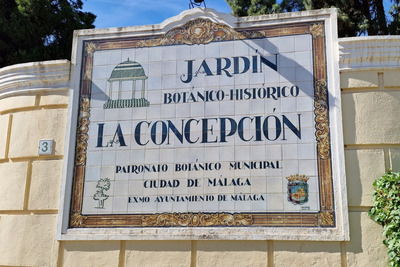 JARDÍN
BOTÁNICO-HISTÓRICO
LA CONCEPCIÓN
PATRONATO BOTÁNICO MUNICIPAL
CIUDAD DE MÁLAGA
EXMO AYUNTAMIENTO DE MÁLAGA
3